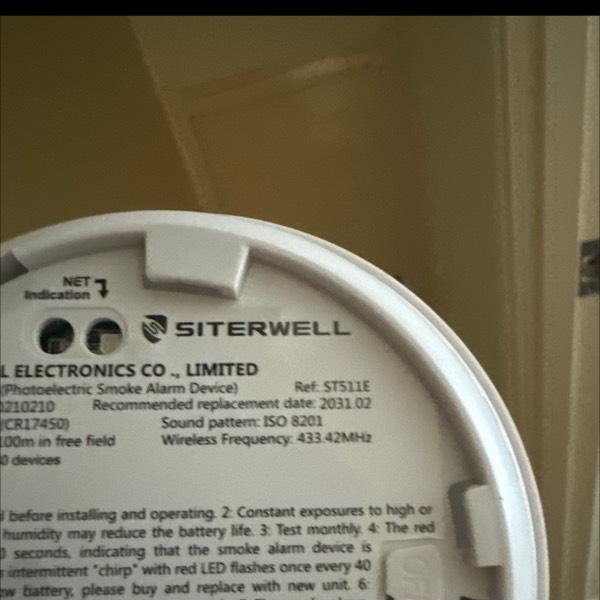 NET
Indication
SITERWELL
L ELECTRONICS CO ., LIMITED
(Photoelectric Smoke Alarm Device) Ref: ST511E
0210210 Recommended replacement date: 2031.02
(CR17450) Sound pattern: ISO 8201
100m in free field Wireless Frequency: 433.42MHz
0 devices
before installing and operating. 2: Constant exposures to high or
humidity may reduce the battery life. 3: Test monthly. 4: The red
seconds, indicating that the smoke alarm device is
intermittent "chirp" with red LED flashes once every 40
battery, please buy and replace with new unit. 6: